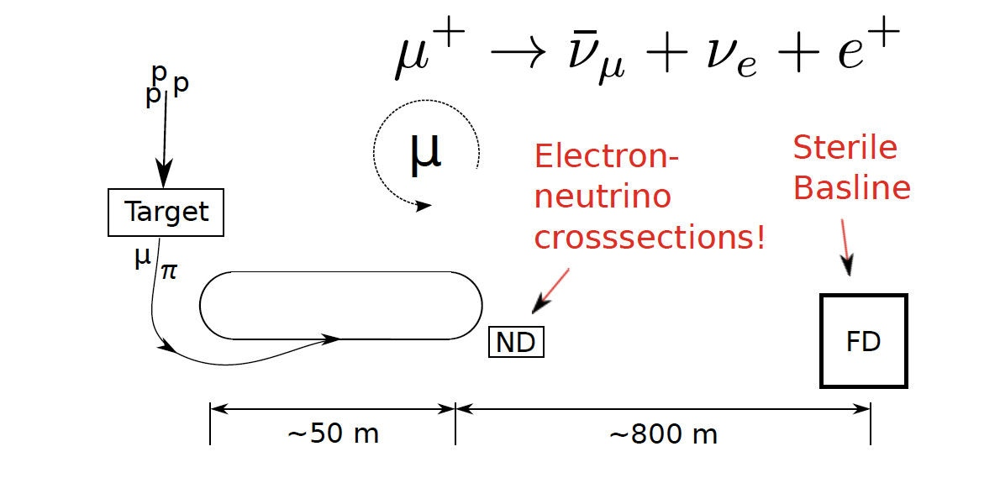 μ⁺ → ν̄_μ + ν_e + e⁺
p
p p
Target
μ
π
μ
Electron-
neutrino
crosssections!
Sterile
Basline
ND
FD
~50 m
~800 m